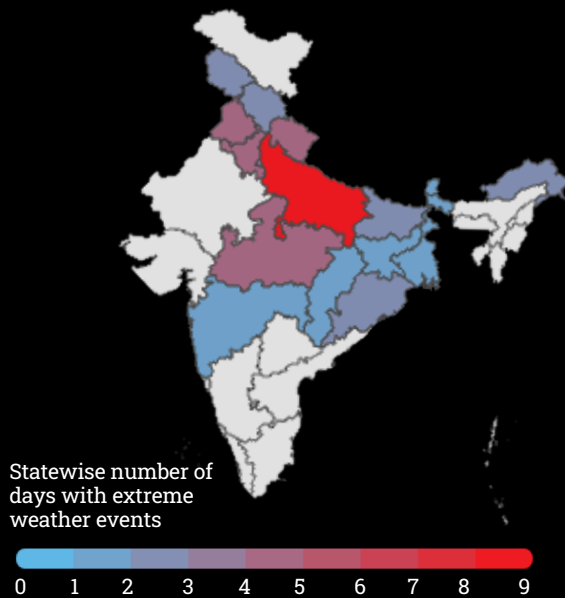 Statewise number of
days with extreme
weather events
0 1 2 3 4 5 6 7 8 9